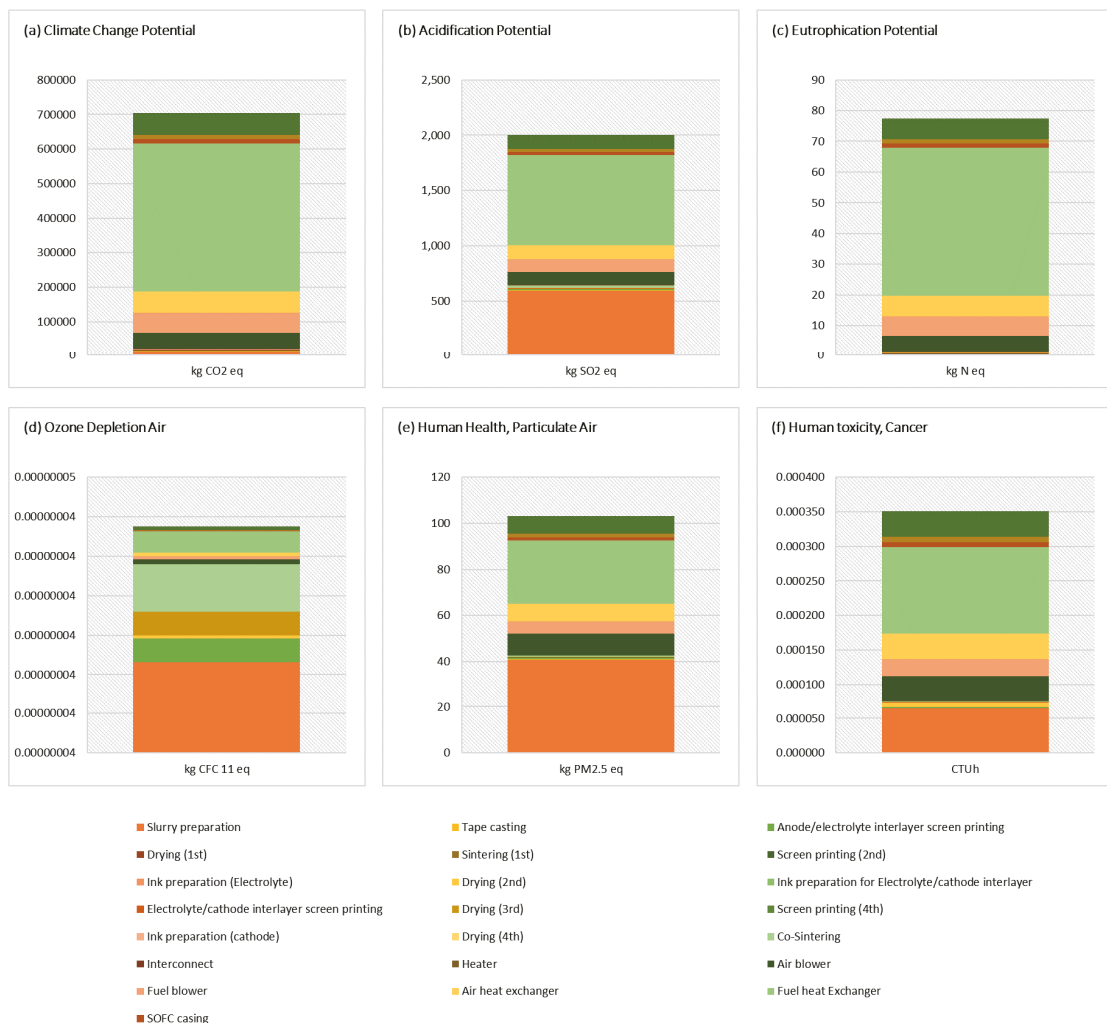 (a) Climate Change Potential
800000
700000
600000
500000
400000
300000
200000
100000
0
kg CO2 eq
(b) Acidification Potential
2,500
2,000
1,500
1,000
500
0
kg SO2 eq
(c) Eutrophication Potential
90
80
70
60
50
40
30
20
10
0
kg N eq
(d) Ozone Depletion Air
0.00000005
0.00000004
0.00000004
0.00000004
0.00000004
0.00000004
0.00000004
0.00000004
kg CFC 11 eq
(e) Human Health, Particulate Air
120
100
80
60
40
20
0
kg PM2.5 eq
(f) Human toxicity, Cancer
0.000400
0.000350
0.000300
0.000250
0.000200
0.000150
0.000100
0.000050
0.000000
CTUh
Slurry preparation Tape casting Anode/electrolyte interlayer screen printing
Drying (1st) Sintering (1st) Screen printing (2nd)
Ink preparation (Electrolyte) Drying (2nd) Ink preparation for Electrolyte/cathode interlayer
Electrolyte/cathode interlayer screen printing Drying (3rd) Screen printing (4th)
Ink preparation (cathode) Drying (4th) Co-Sintering
Interconnect Heater Air blower
Fuel blower Air heat exchanger Fuel heat Exchanger
SOFC casing